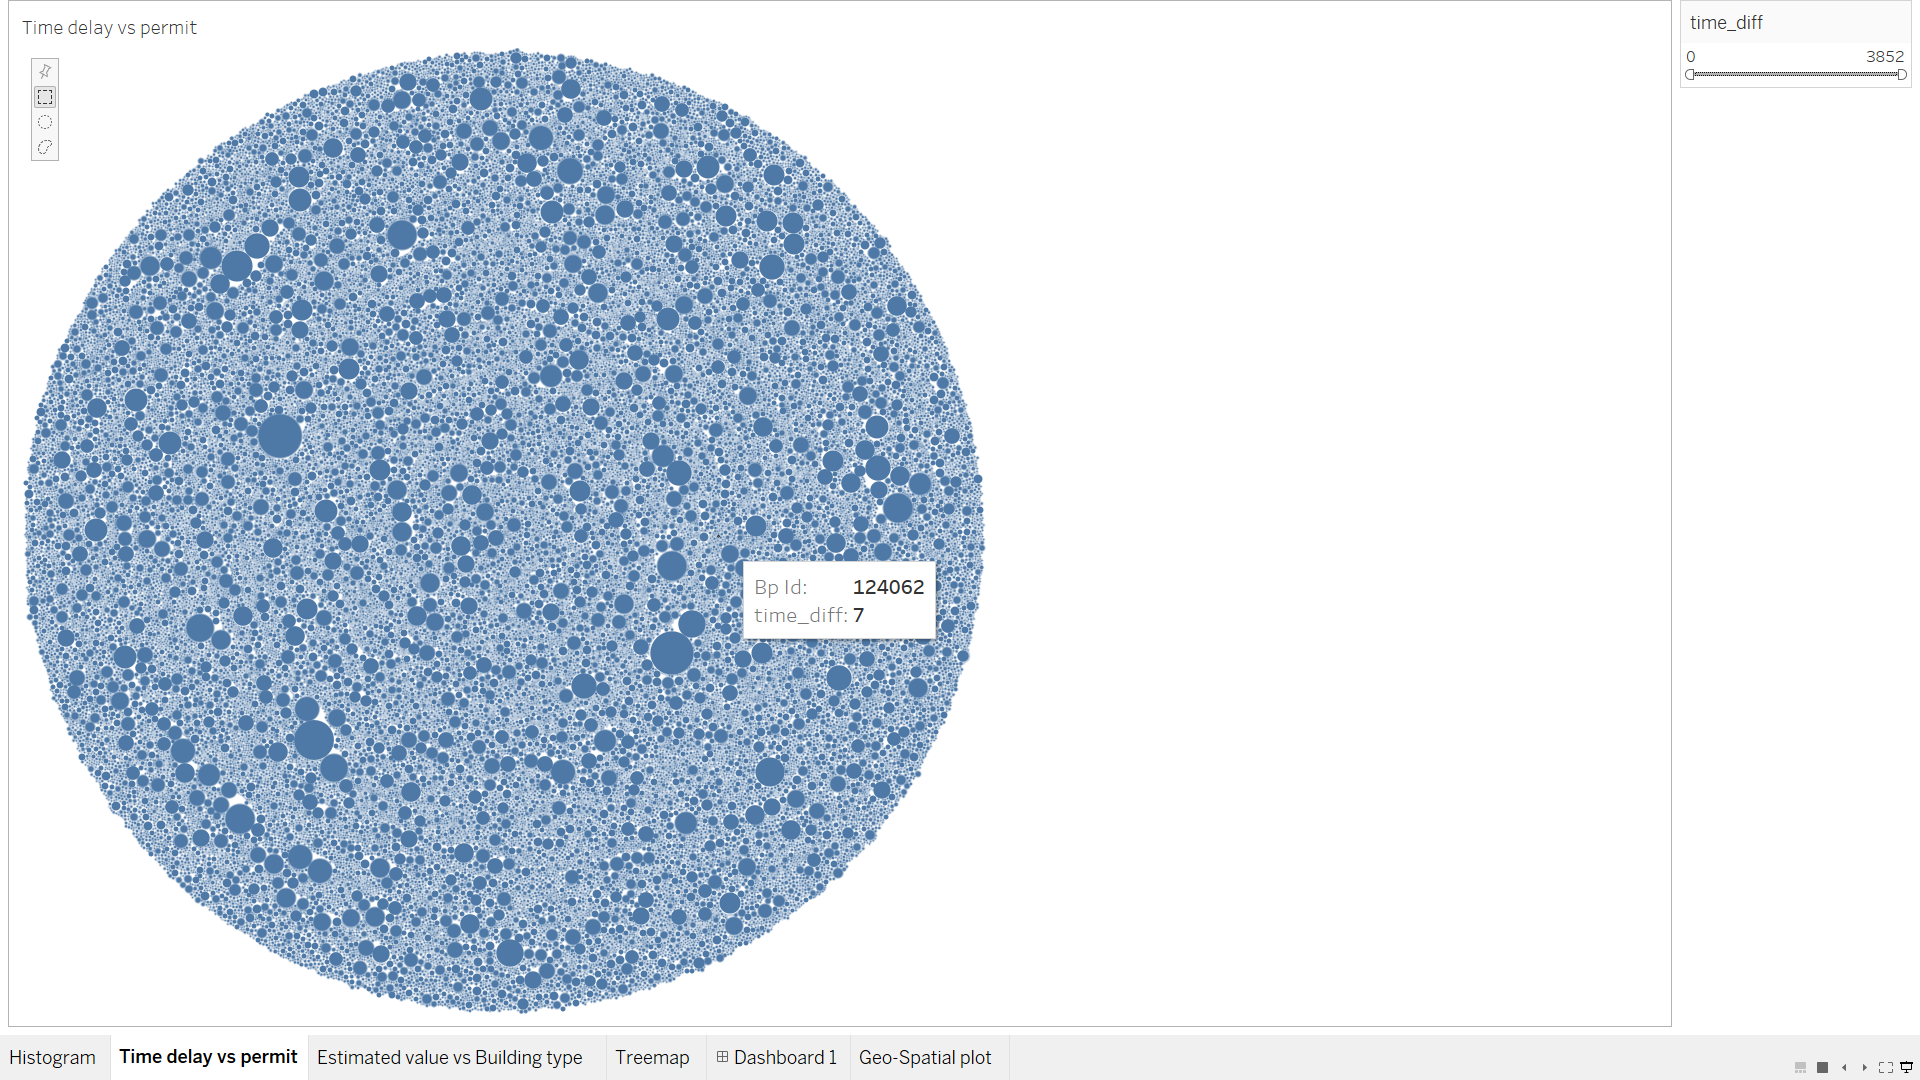 Time delay vs permit
time_diff
0 3852
Bp Id: 124062
time_diff: 7
Histogram Time delay vs permit Estimated value vs Building type Treemap Dashboard 1 Geo-Spatial plot